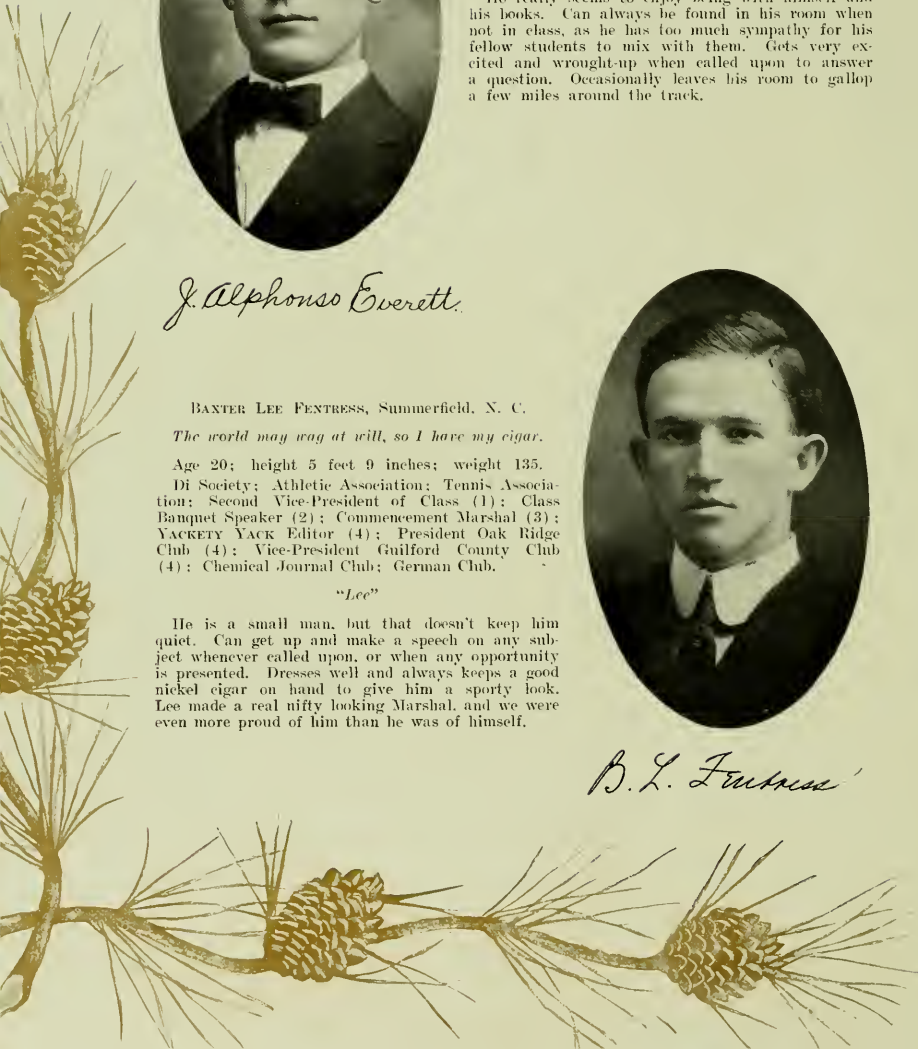 He really seems to enjoy being with himself and
his books. Can always be found in his room when
not in class, as he has too much sympathy for his
fellow students to mix with them. Gets very ex-
cited and wrought-up when called upon to answer
a question. Occasionally leaves his room to gallop
a few miles around the track.
J. Alphonso Everett.
BAXTER LEE FENTRESS, Summerfield, N. C.
The world may wag at will, so I have my cigar.
Age 20; height 5 feet 9 inches; weight 135.
Di Society; Athletic Association; Tennis Associa-
tion; Second Vice-President of Class (1); Class
Banquet Speaker (2); Commencement Marshal (3);
YACKETY YACK Editor (4); President Oak Ridge
Club (4); Vice-President Guilford County Club
(4); Chemical Journal Club; German Club.
"Lee"
He is a small man, but that doesn't keep him
quiet. Can get up and make a speech on any sub-
ject whenever called upon, or when any opportunity
is presented. Dresses well and always keeps a good
nickel cigar on hand to give him a sporty look.
Lee made a real nifty looking Marshal, and we were
even more proud of him than he was of himself.
B. L. Fentress